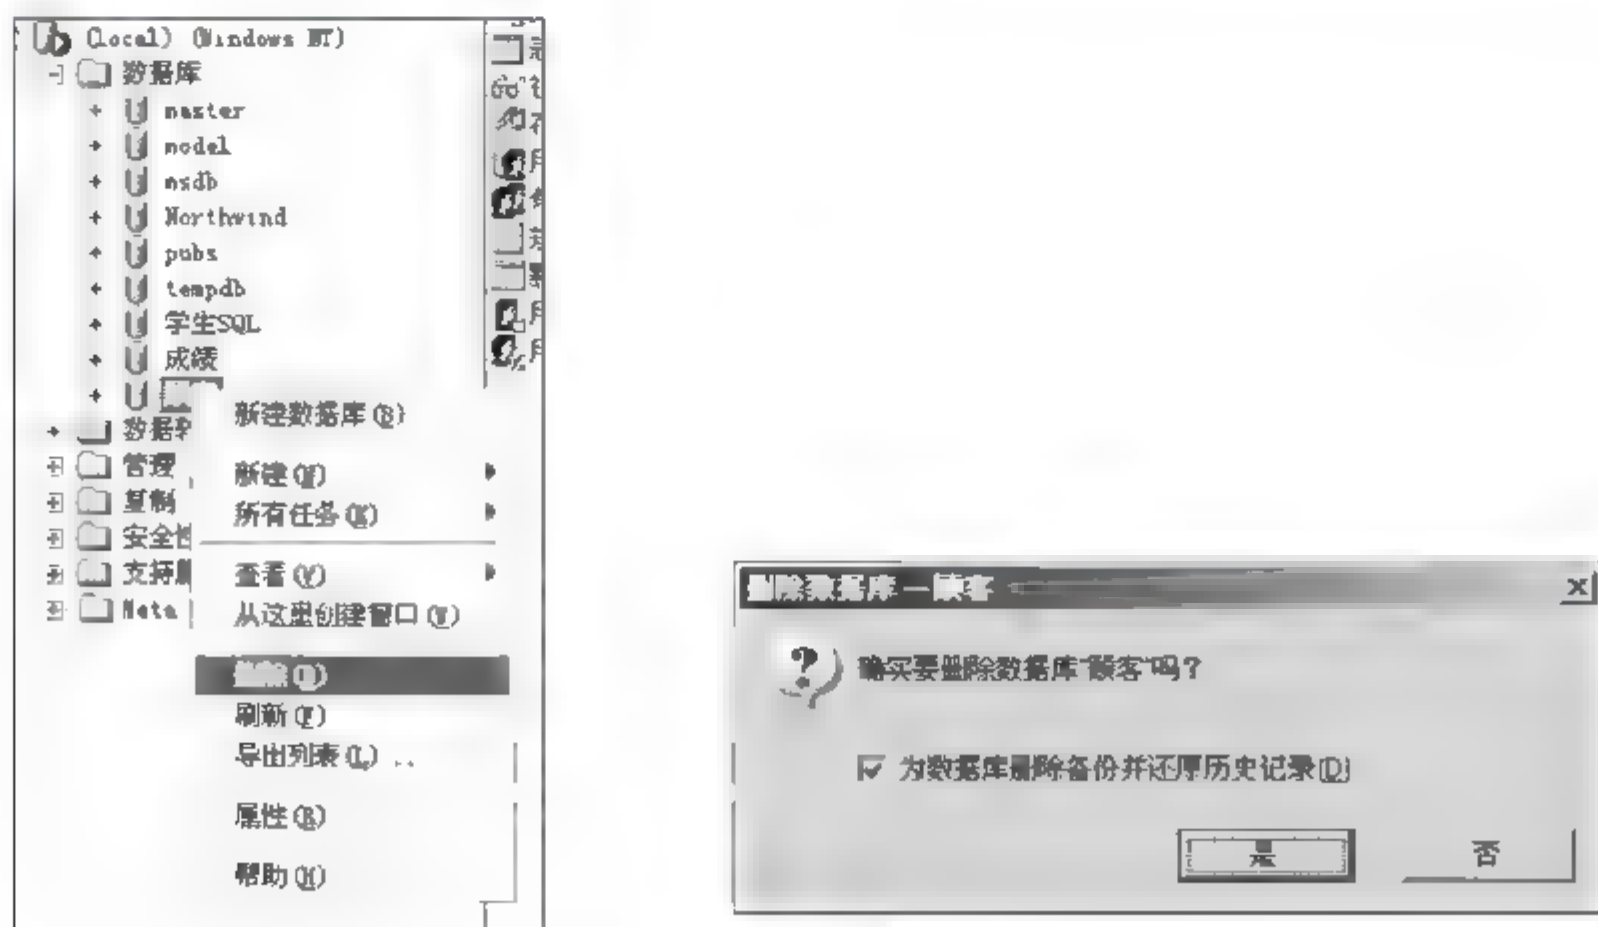 (Local) (Windows NT)
数据库
master
model
msdb
Northwind
pubs
tempdb
学生SQL
成绩
数据
管理
复制
安全性
支持
Meta
新建数据库(B)
新建(N)
所有任务(K)
查看(V)
从这里创建窗口(W)
删除(D)
刷新(F)
导出列表(L)...
属性(R)
帮助(H)
删除数据库 - 顾客
确实要删除数据库"顾客"吗?
为数据库删除备份并还原历史记录(D)
是
否